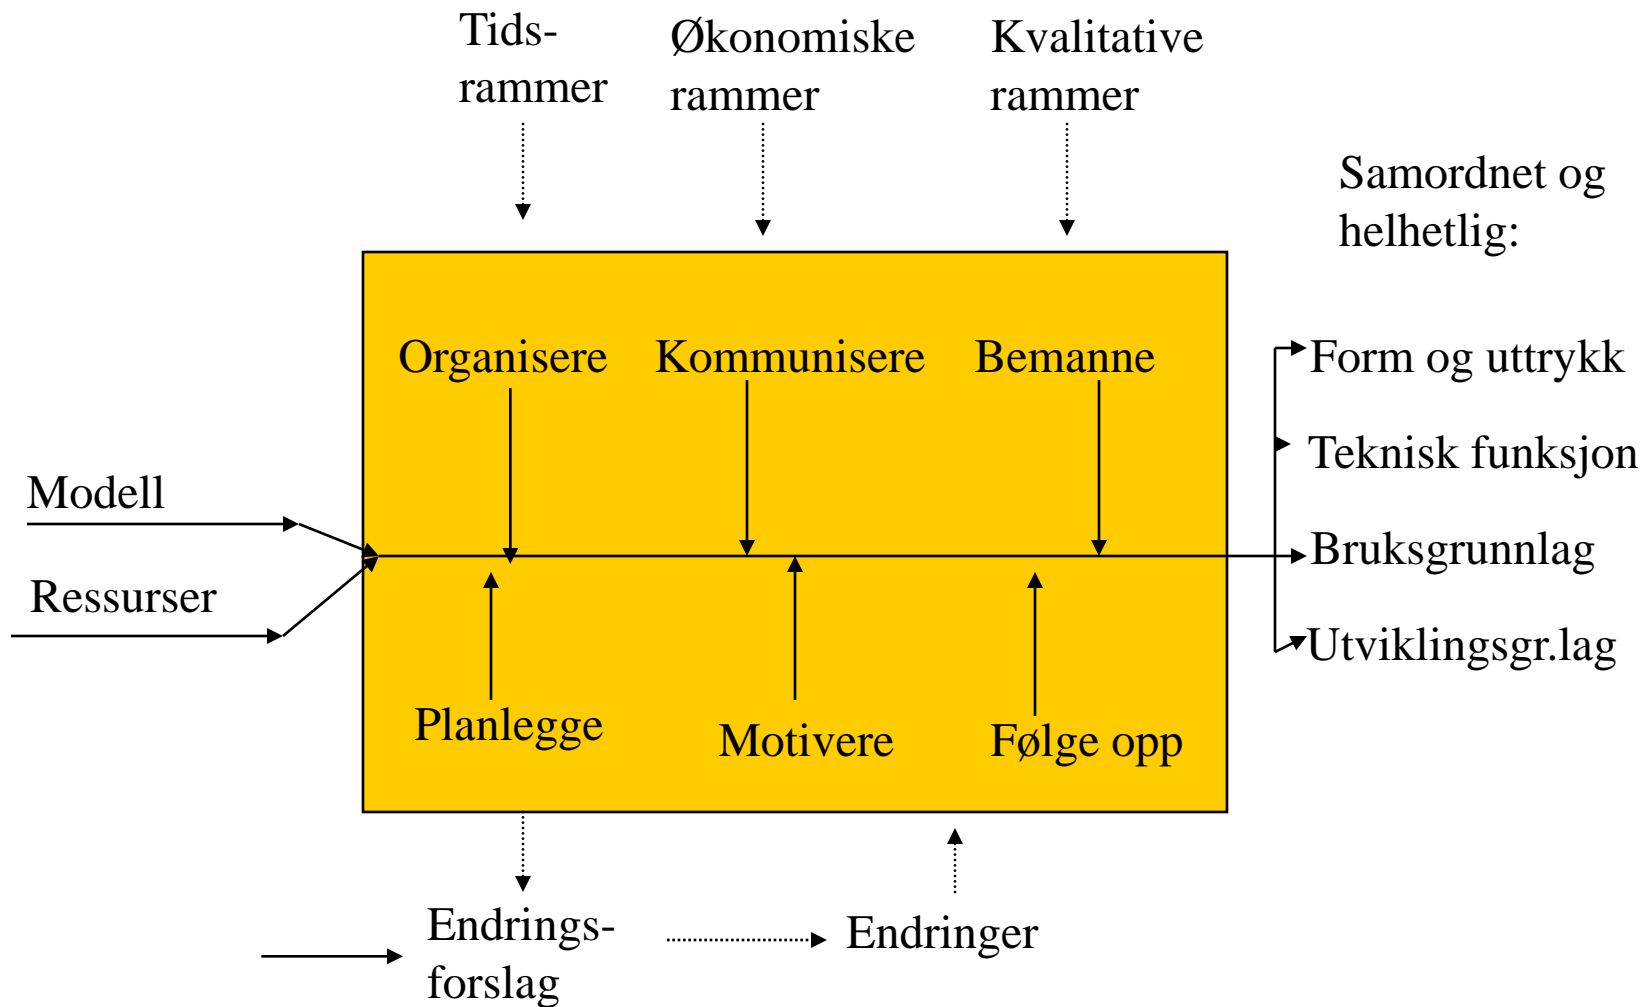 Tids-
rammer
Økonomiske
rammer
Kvalitative
rammer
Samordnet og
helhetlig:
Organisere
Kommunisere
Bemanne
Form og uttrykk
Teknisk funksjon
Modell
Bruksgrunnlag
Ressurser
Utviklingsgr.lag
Planlegge
Motivere
Følge opp
Endrings-
forslag
Endringer